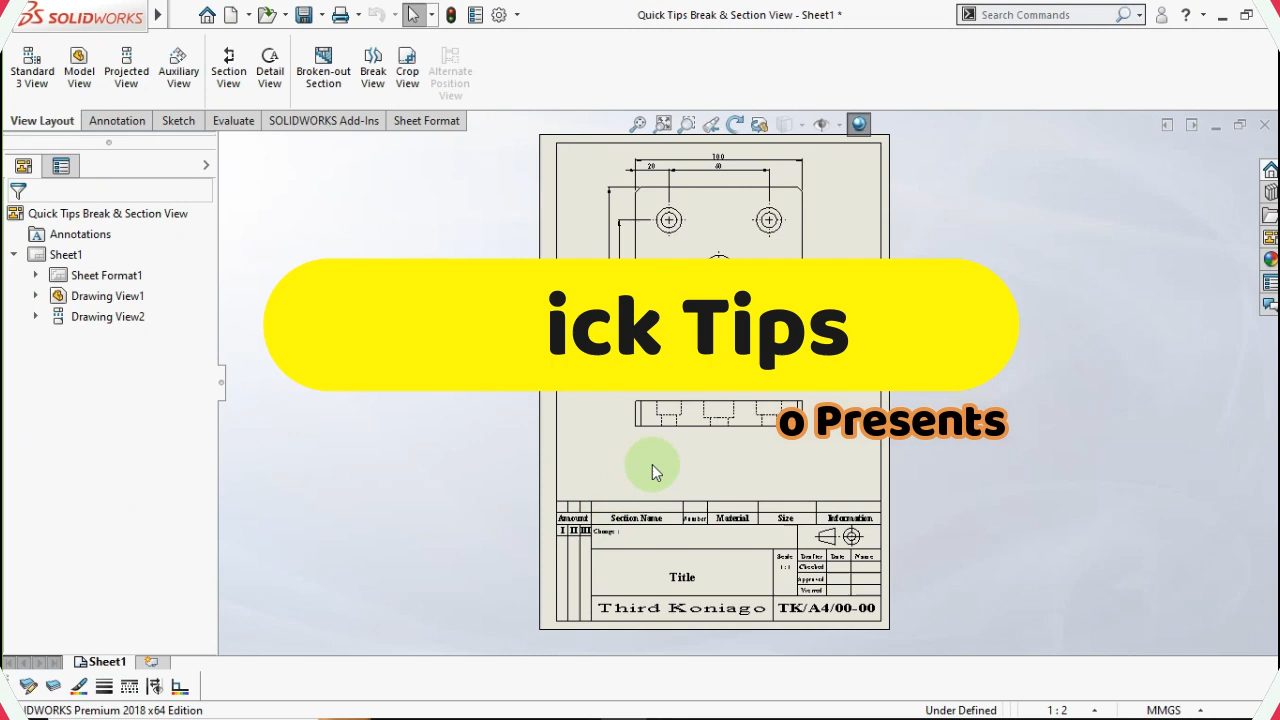 SOLIDWORKS
Quick Tips Break & Section View - Sheet1 *
Search Commands
Standard 3 View
Model View
Projected View
Auxiliary View
Section View
Detail View
Broken-out Section
Break View
Crop View
Alternate Position View
View Layout
Annotation
Sketch
Evaluate
SOLIDWORKS Add-Ins
Sheet Format
Quick Tips Break & Section View
Annotations
Sheet1
Sheet Format1
Drawing View1
Drawing View2
100
20
60
ick Tips
o Presents
Amount
Section Name
Number
Material
Size
Information
I II III
Change :
Scale
Drafter
Date
Name
1:1
Checked
Approval
Title
Third Koniago
TK/A4/00-00
Sheet1
IDWORKS Premium 2018 x64 Edition
Under Defined
1 : 2
MMGS